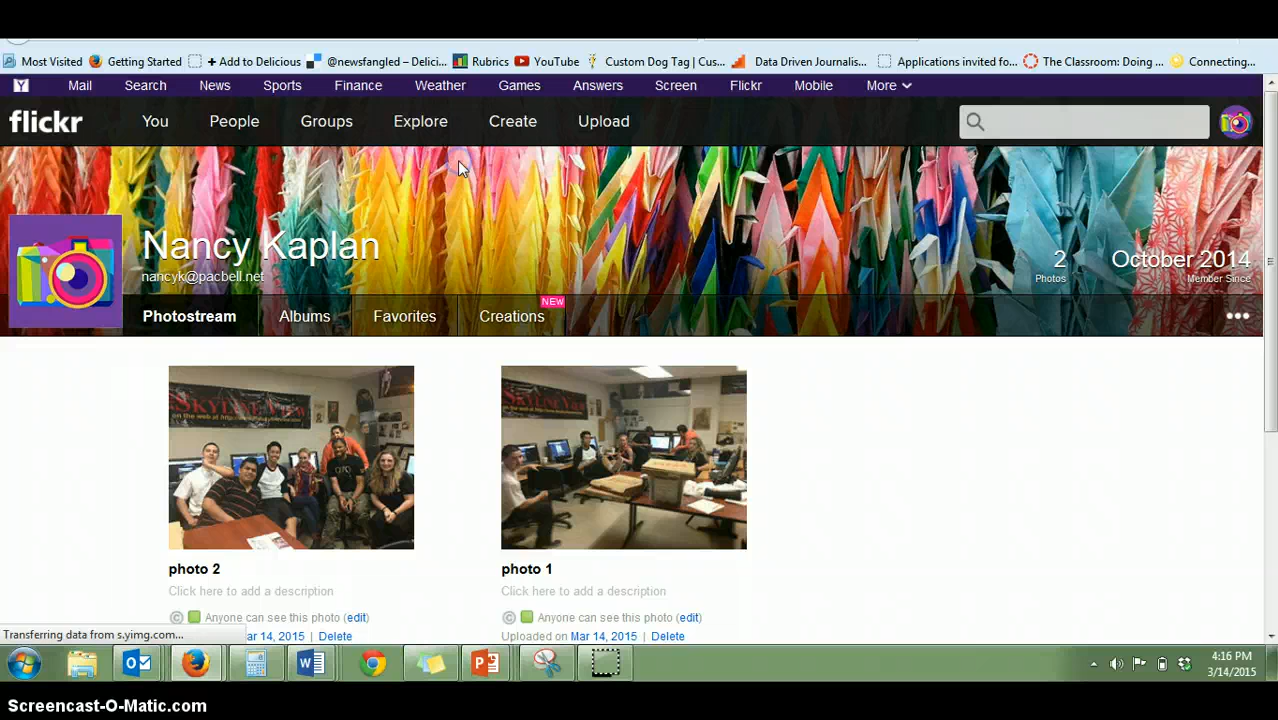 Most Visited Getting Started + Add to Delicious @newsfangled – Delici... Rubrics YouTube Custom Dog Tag | Cus... Data Driven Journalis... Applications invited fo... The Classroom: Doing ... Connecting...
Y Mail Search News Sports Finance Weather Games Answers Screen Flickr Mobile More
flickr You People Groups Explore Create Upload
Nancy Kaplan
nancyk@pacbell.net
2 October 2014
Photos Member Since
NEW
Photostream Albums Favorites Creations
SKYLINE VIEW
SKYLINE VIEW
photo 2 photo 1
Click here to add a description Click here to add a description
Anyone can see this photo (edit) Anyone can see this photo (edit)
Transferring data from s.yimg.com... ar 14, 2015 | Delete Uploaded on Mar 14, 2015 | Delete
4:16 PM
3/14/2015
Screencast-O-Matic.com